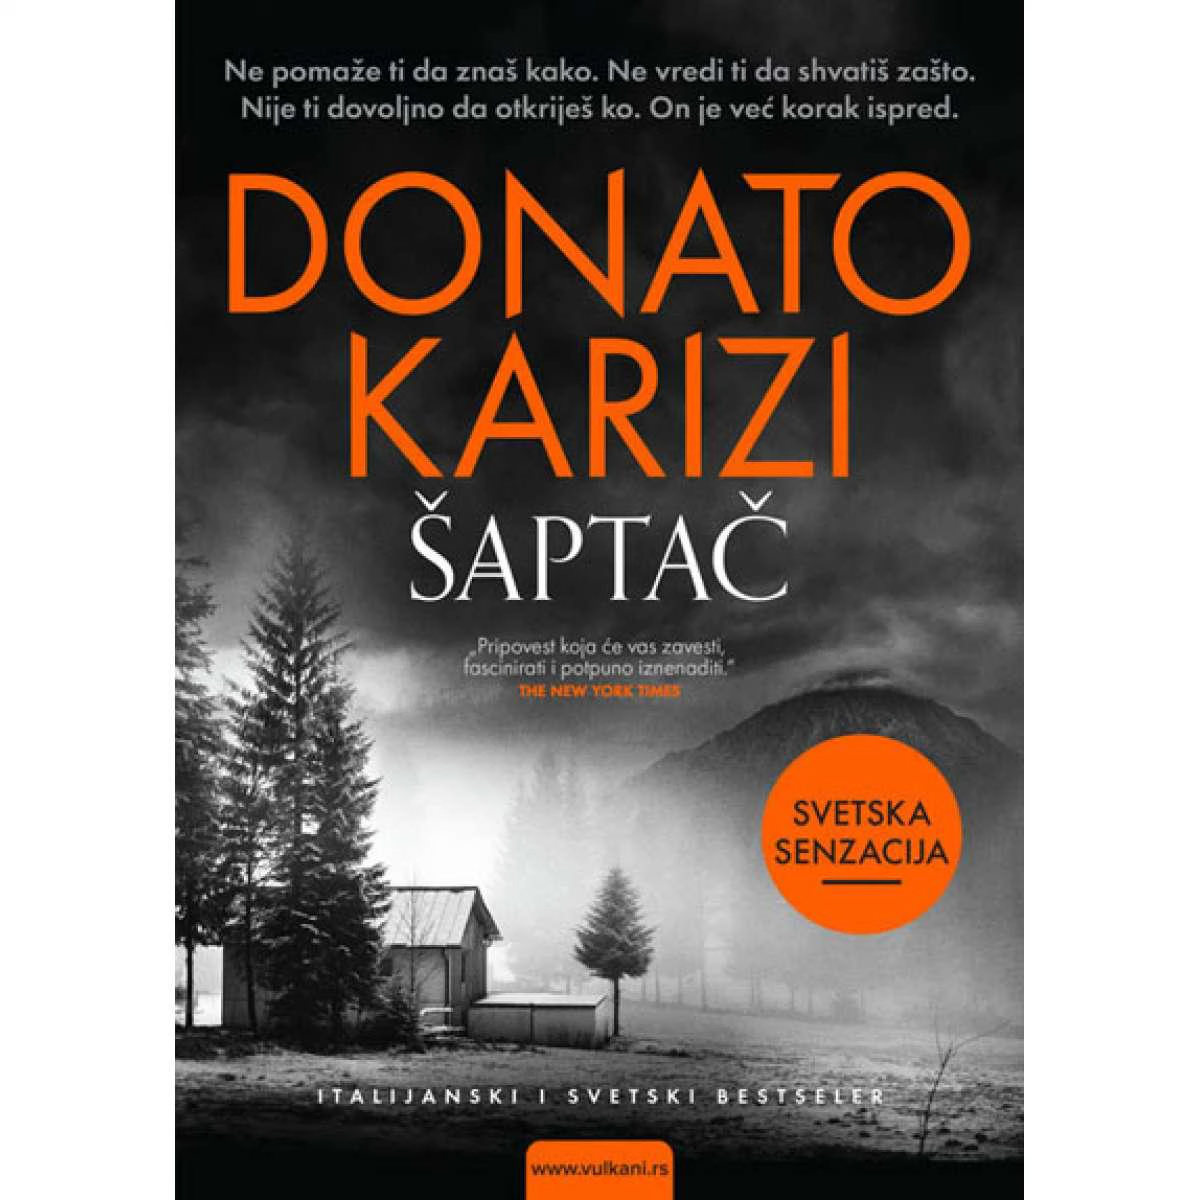 Ne pomaže ti da znaš kako. Ne vredi ti da shvatiš zašto.
Nije ti dovoljno da otkriješ ko. On je već korak ispred.
DONATO
KARIZI
ŠAPTAČ
„Pripovest koja će vas zavesti,
fascinirati i potpuno iznenaditi.“
THE NEW YORK TIMES
SVETSKA
SENZACIJA
ITALIJANSKI I SVETSKI BESTSELER
www.vulkani.rs